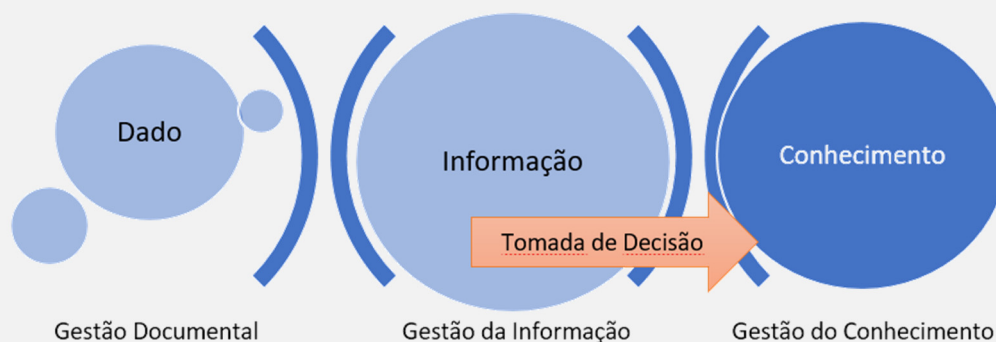 Dado
Informação
Conhecimento
Tomada de Decisão
Gestão Documental
Gestão da Informação
Gestão do Conhecimento